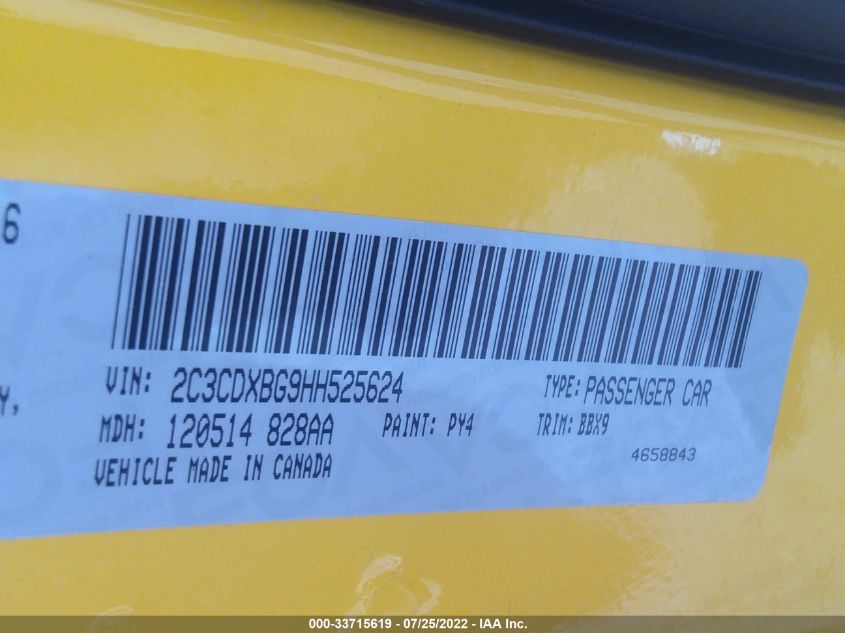 6
VIN: 2C3CDXBG9HH525624 TYPE: PASSENGER CAR
Y,
MDH: 120514 828AA PAINT: PY4 TRIM: BBX9
VEHICLE MADE IN CANADA 4658843
000-33715619 - 07/25/2022 - IAA Inc.